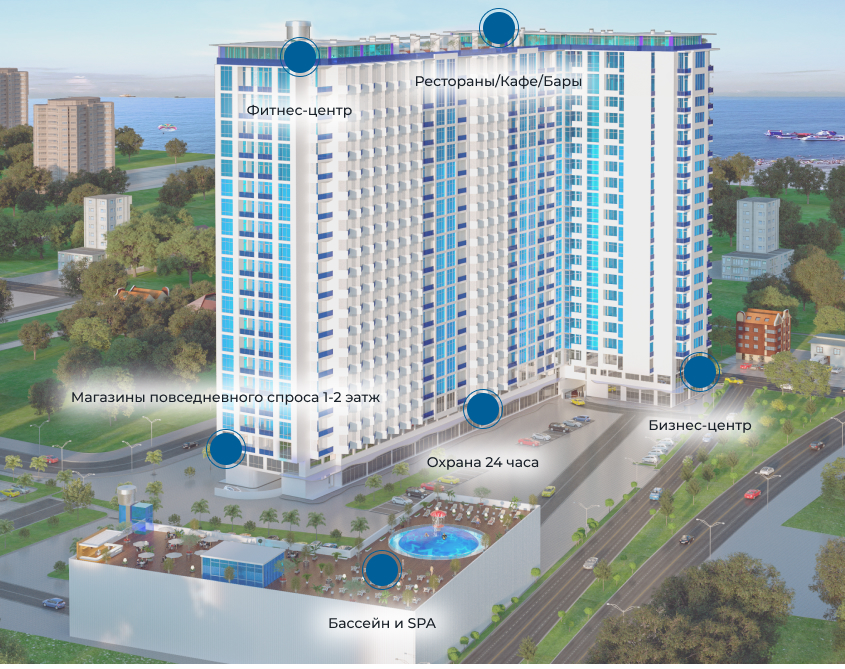 Рестораны/Кафе/Бары
Фитнес-центр
Магазины повседневного спроса 1-2 эатж
Бизнес-центр
Охрана 24 часа
Бассейн и SPA